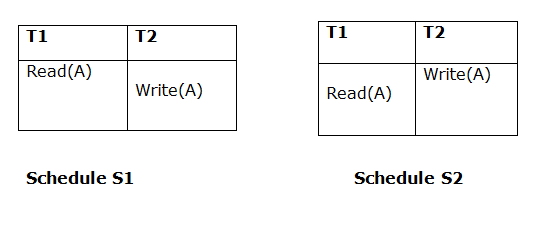 T1 T2
Read(A)
Write(A)
Schedule S1
T1 T2
Write(A)
Read(A)
Schedule S2